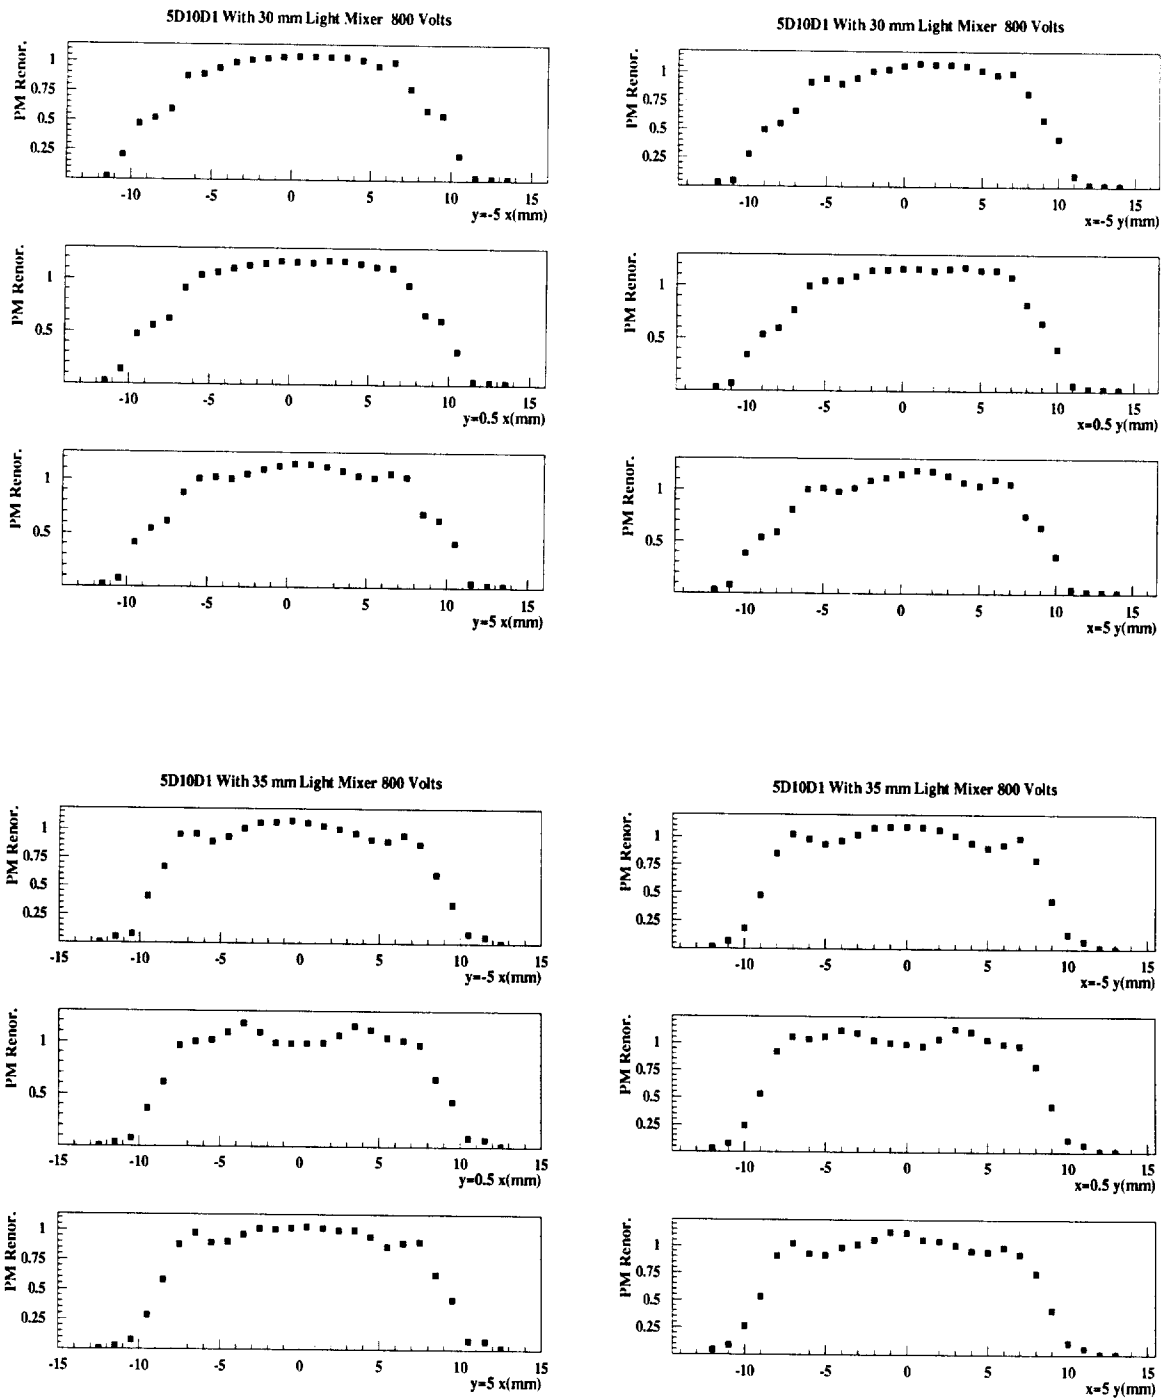 5D10D1 With 30 mm Light Mixer 800 Volts
PM Renor.
1
0.75
0.5
0.25
-10 -5 0 5 10 15
y=-5 x(mm)
PM Renor.
1
0.5
-10 -5 0 5 10 15
y=0.5 x(mm)
PM Renor.
1
0.5
-10 -5 0 5 10 15
y=5 x(mm)
5D10D1 With 30 mm Light Mixer 800 Volts
PM Renor.
1
0.75
0.5
0.25
-10 -5 0 5 10 15
x=-5 y(mm)
PM Renor.
1
0.5
-10 -5 0 5 10 15
x=0.5 y(mm)
PM Renor.
1
0.5
-10 -5 0 5 10 15
x=5 y(mm)
5D10D1 With 35 mm Light Mixer 800 Volts
PM Renor.
1
0.75
0.5
0.25
-15 -10 -5 0 5 10 15
y=-5 x(mm)
PM Renor.
1
0.5
-15 -10 -5 0 5 10 15
y=0.5 x(mm)
PM Renor.
1
0.75
0.5
0.25
-15 -10 -5 0 5 10 15
y=5 x(mm)
5D10D1 With 35 mm Light Mixer 800 Volts
PM Renor.
1
0.75
0.5
0.25
-10 -5 0 5 10 15
x=-5 y(mm)
PM Renor.
1
0.75
0.5
0.25
-10 -5 0 5 10 15
x=0.5 y(mm)
PM Renor.
1
0.75
0.5
0.25
-10 -5 0 5 10 15
x=5 y(mm)